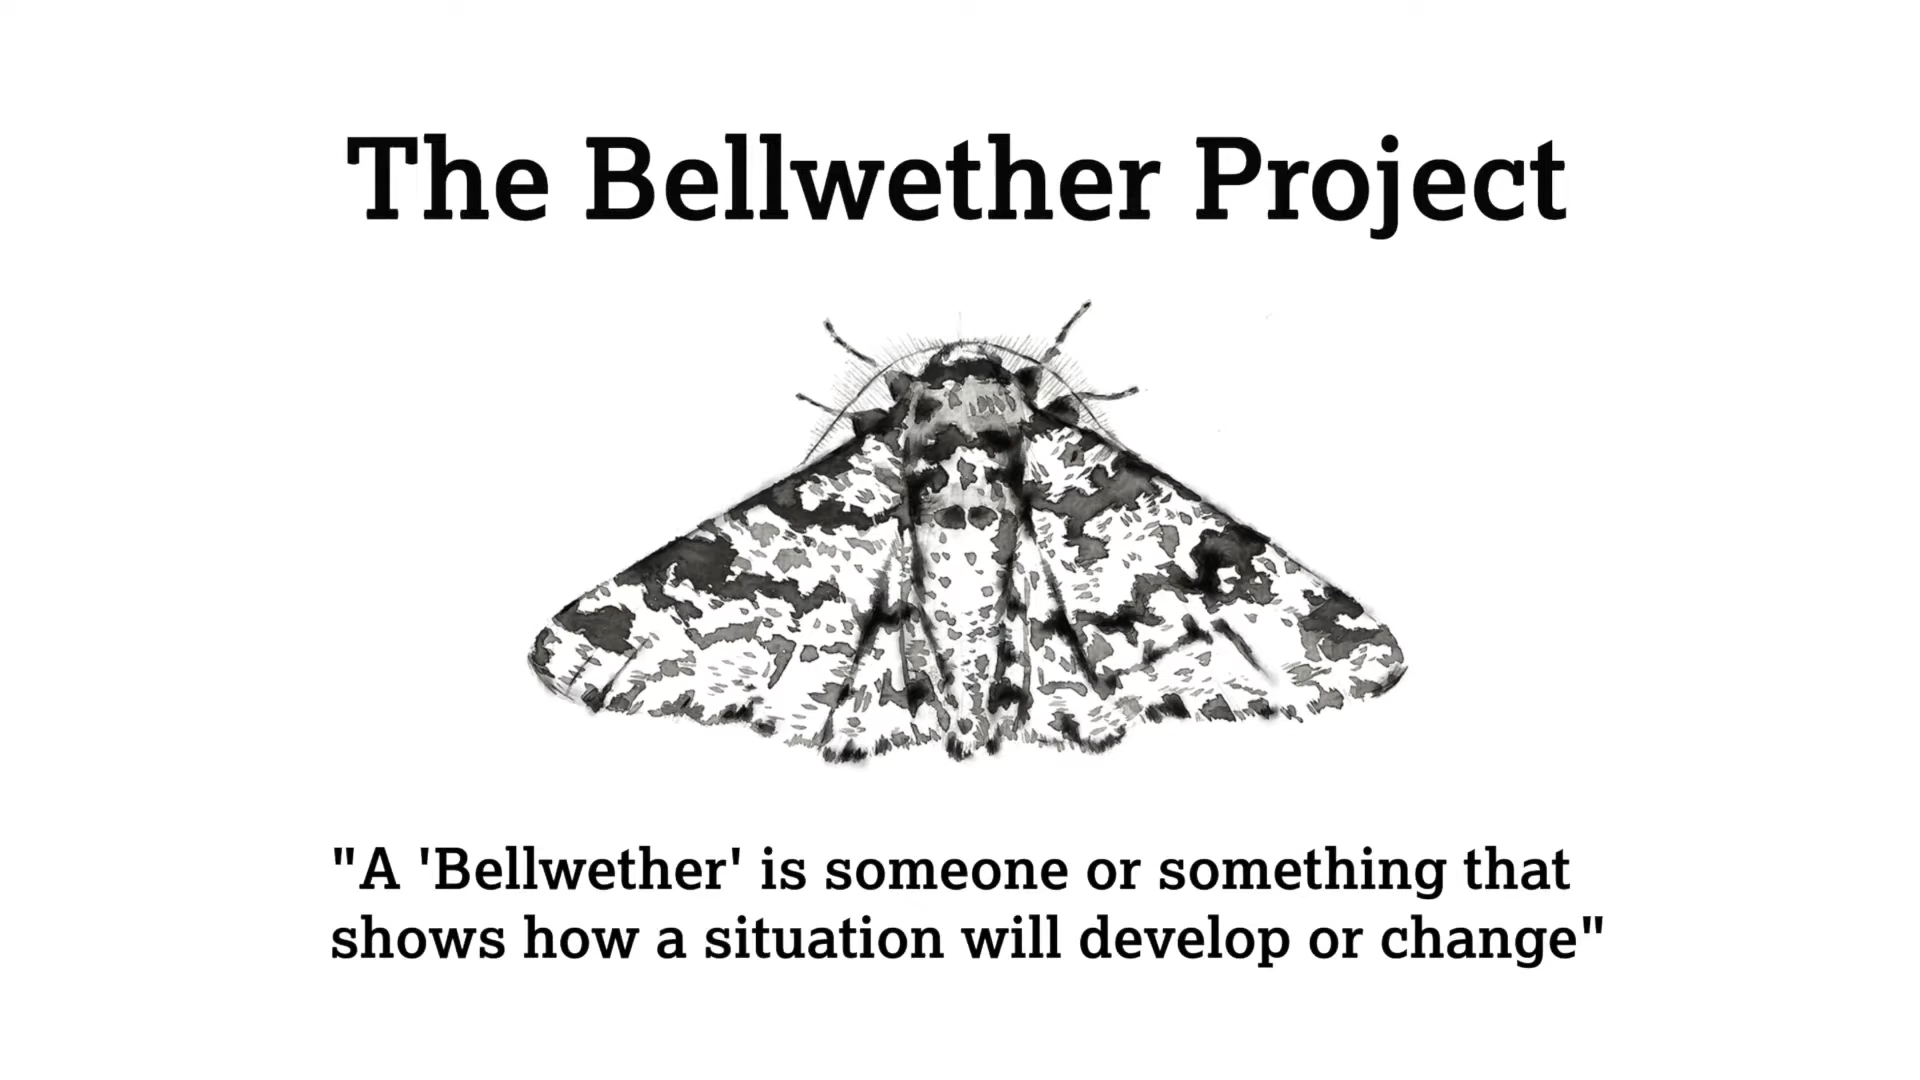 The Bellwether Project
"A 'Bellwether' is someone or something that
shows how a situation will develop or change"